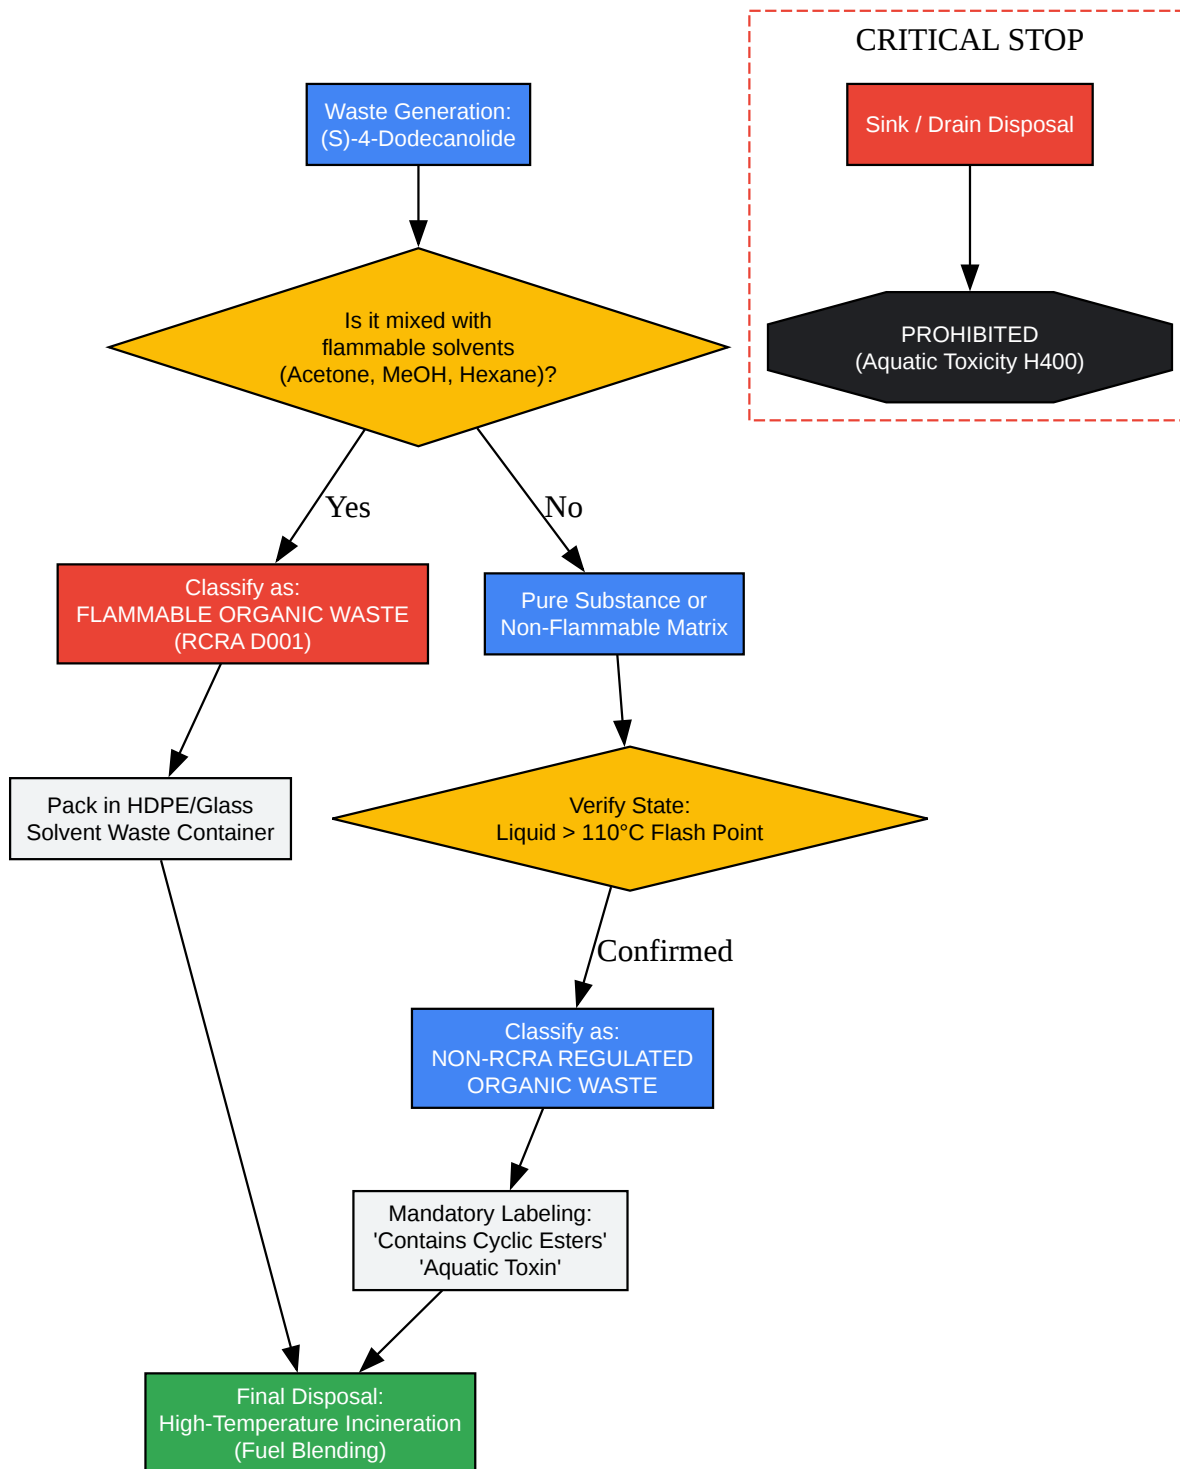 CRITICAL STOP
Waste Generation:
(S)-4-Dodecanolide
Sink / Drain Disposal
Is it mixed with
flammable solvents
(Acetone, MeOH, Hexane)?
PROHIBITED
(Aquatic Toxicity H400)
Yes
No
Classify as:
FLAMMABLE ORGANIC WASTE
(RCRA D001)
Pure Substance or
Non-Flammable Matrix
Pack in HDPE/Glass
Solvent Waste Container
Verify State:
Liquid > 110°C Flash Point
Confirmed
Classify as:
NON-RCRA REGULATED
ORGANIC WASTE
Mandatory Labeling:
'Contains Cyclic Esters'
'Aquatic Toxin'
Final Disposal:
High-Temperature Incineration
(Fuel Blending)